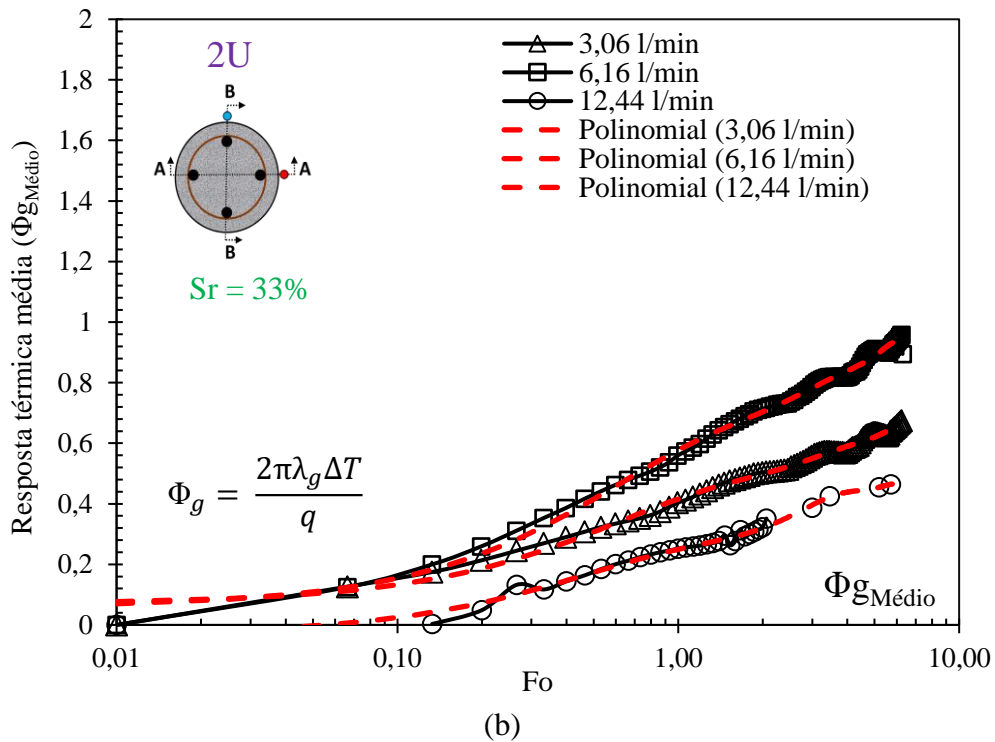 2
1,8
1,6
1,4
1,2
1
0,8
0,6
0,4
0,2
0
Resposta térmica média (Φg_Médio)
2U
B
A
A
B
Sr = 33%
3,06 l/min
6,16 l/min
12,44 l/min
Polinomial (3,06 l/min)
Polinomial (6,16 l/min)
Polinomial (12,44 l/min)
Φ_g = 2πλ_gΔT / q
Φg_Médio
0,01
0,10
1,00
10,00
Fo
(b)